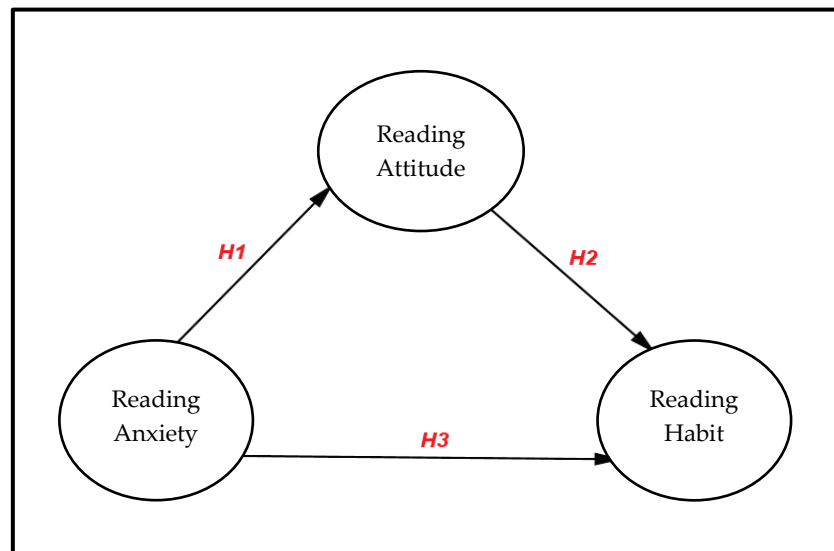 Reading
Attitude
H1
H2
Reading
Anxiety
Reading
Habit
H3